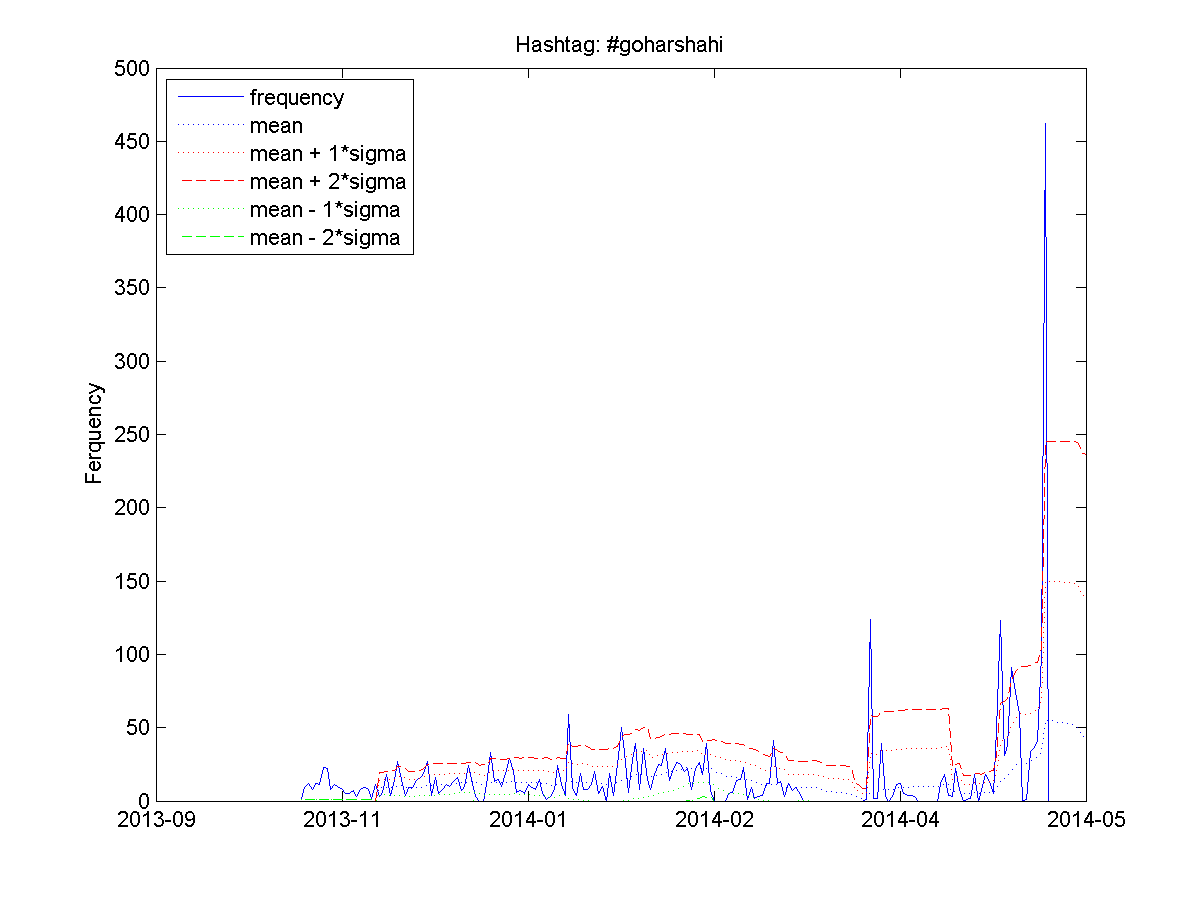 Hashtag: #goharshahi
500
450
400
350
300
250
200
150
100
50
0
Ferquency
frequency
mean
mean + 1*sigma
mean + 2*sigma
mean - 1*sigma
mean - 2*sigma
2013-09 2013-11 2014-01 2014-02 2014-04 2014-05